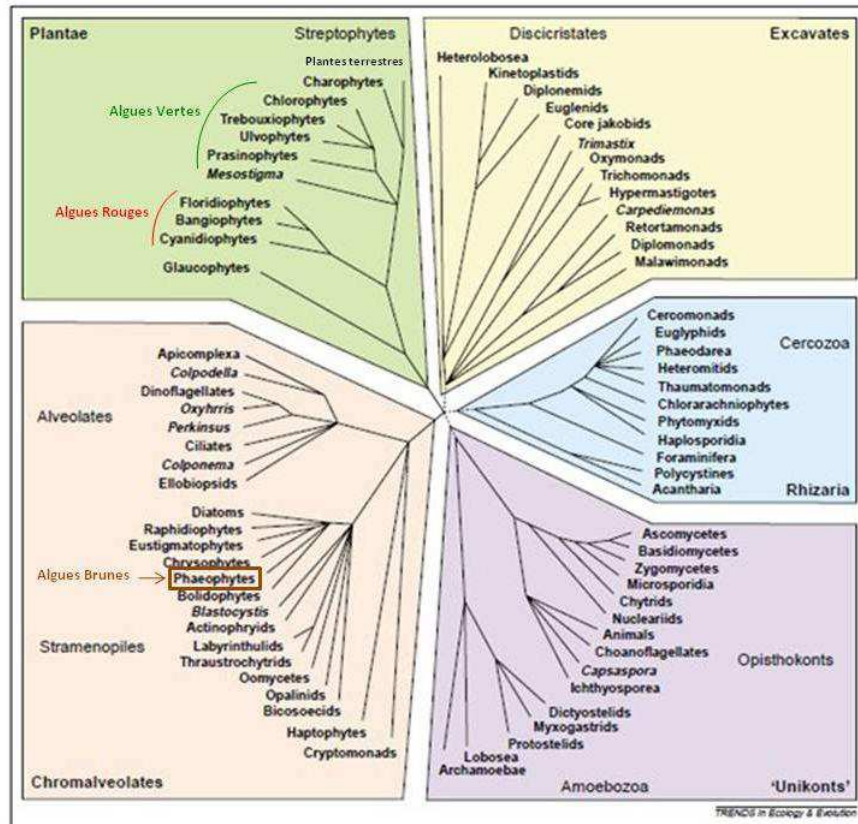 Plantae
Streptophytes
Plantes terrestres
Charophytes
Chlorophytes
Trebouxiophytes
Ulvophytes
Prasinophytes
Mesostigma
Algues Vertes
Floridiophytes
Bangiophytes
Cyanidiophytes
Algues Rouges
Glaucophytes
Discicristates
Excavates
Heterolobosea
Kinetoplastids
Diplonemids
Euglenids
Core jakobids
Trimastix
Oxymonads
Trichomonads
Hypermastigotes
Carpediemonas
Retortamonads
Diplomonads
Malawimonads
Cercomonads
Euglyphids
Phaeodarea
Heteromitids
Thaumatomonads
Chlorarachniophytes
Phytomyxids
Haplosporidia
Foraminifera
Polycystines
Acantharia
Cercozoa
Rhizaria
Apicomplexa
Colpodella
Dinoflagellates
Oxyhrris
Perkinsus
Ciliates
Colponema
Ellobiopsids
Alveolates
Diatoms
Raphidiophytes
Eustigmatophytes
Chrysophytes
Algues Brunes
Phaeophytes
Bolidophytes
Blastocystis
Actinophryids
Labyrinthulids
Thraustrochytrids
Oomycetes
Opalinids
Bicosoecids
Haptophytes
Cryptomonads
Stramenopiles
Chromalveolates
Ascomycetes
Basidiomycetes
Zygomycetes
Microsporidia
Chytrids
Nucleariids
Animals
Choanoflagellates
Capsaspora
Ichthyosporea
Opisthokonts
Dictyostelids
Myxogastrids
Protostelids
Lobosea
Archamoebae
Amoebozoa
'Unikonts'
TRENDS in Ecology & Evolution